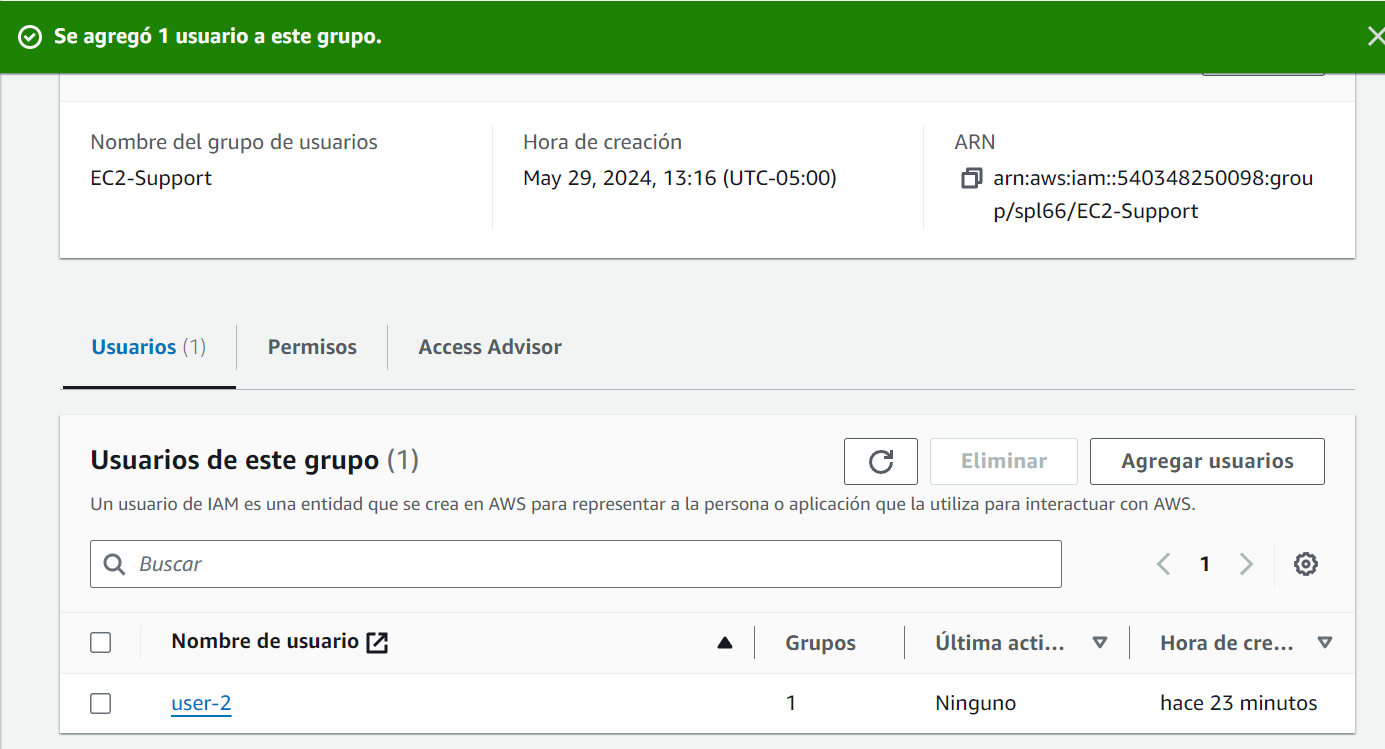 Se agregó 1 usuario a este grupo.
Nombre del grupo de usuarios
EC2-Support
Hora de creación
May 29, 2024, 13:16 (UTC-05:00)
ARN
arn:aws:iam::540348250098:grou
p/spl66/EC2-Support
Usuarios (1)
Permisos
Access Advisor
Usuarios de este grupo (1)
Eliminar
Agregar usuarios
Un usuario de IAM es una entidad que se crea en AWS para representar a la persona o aplicación que la utiliza para interactuar con AWS.
Buscar
1
Nombre de usuario
Grupos
Última acti...
Hora de cre...
user-2
1
Ninguno
hace 23 minutos